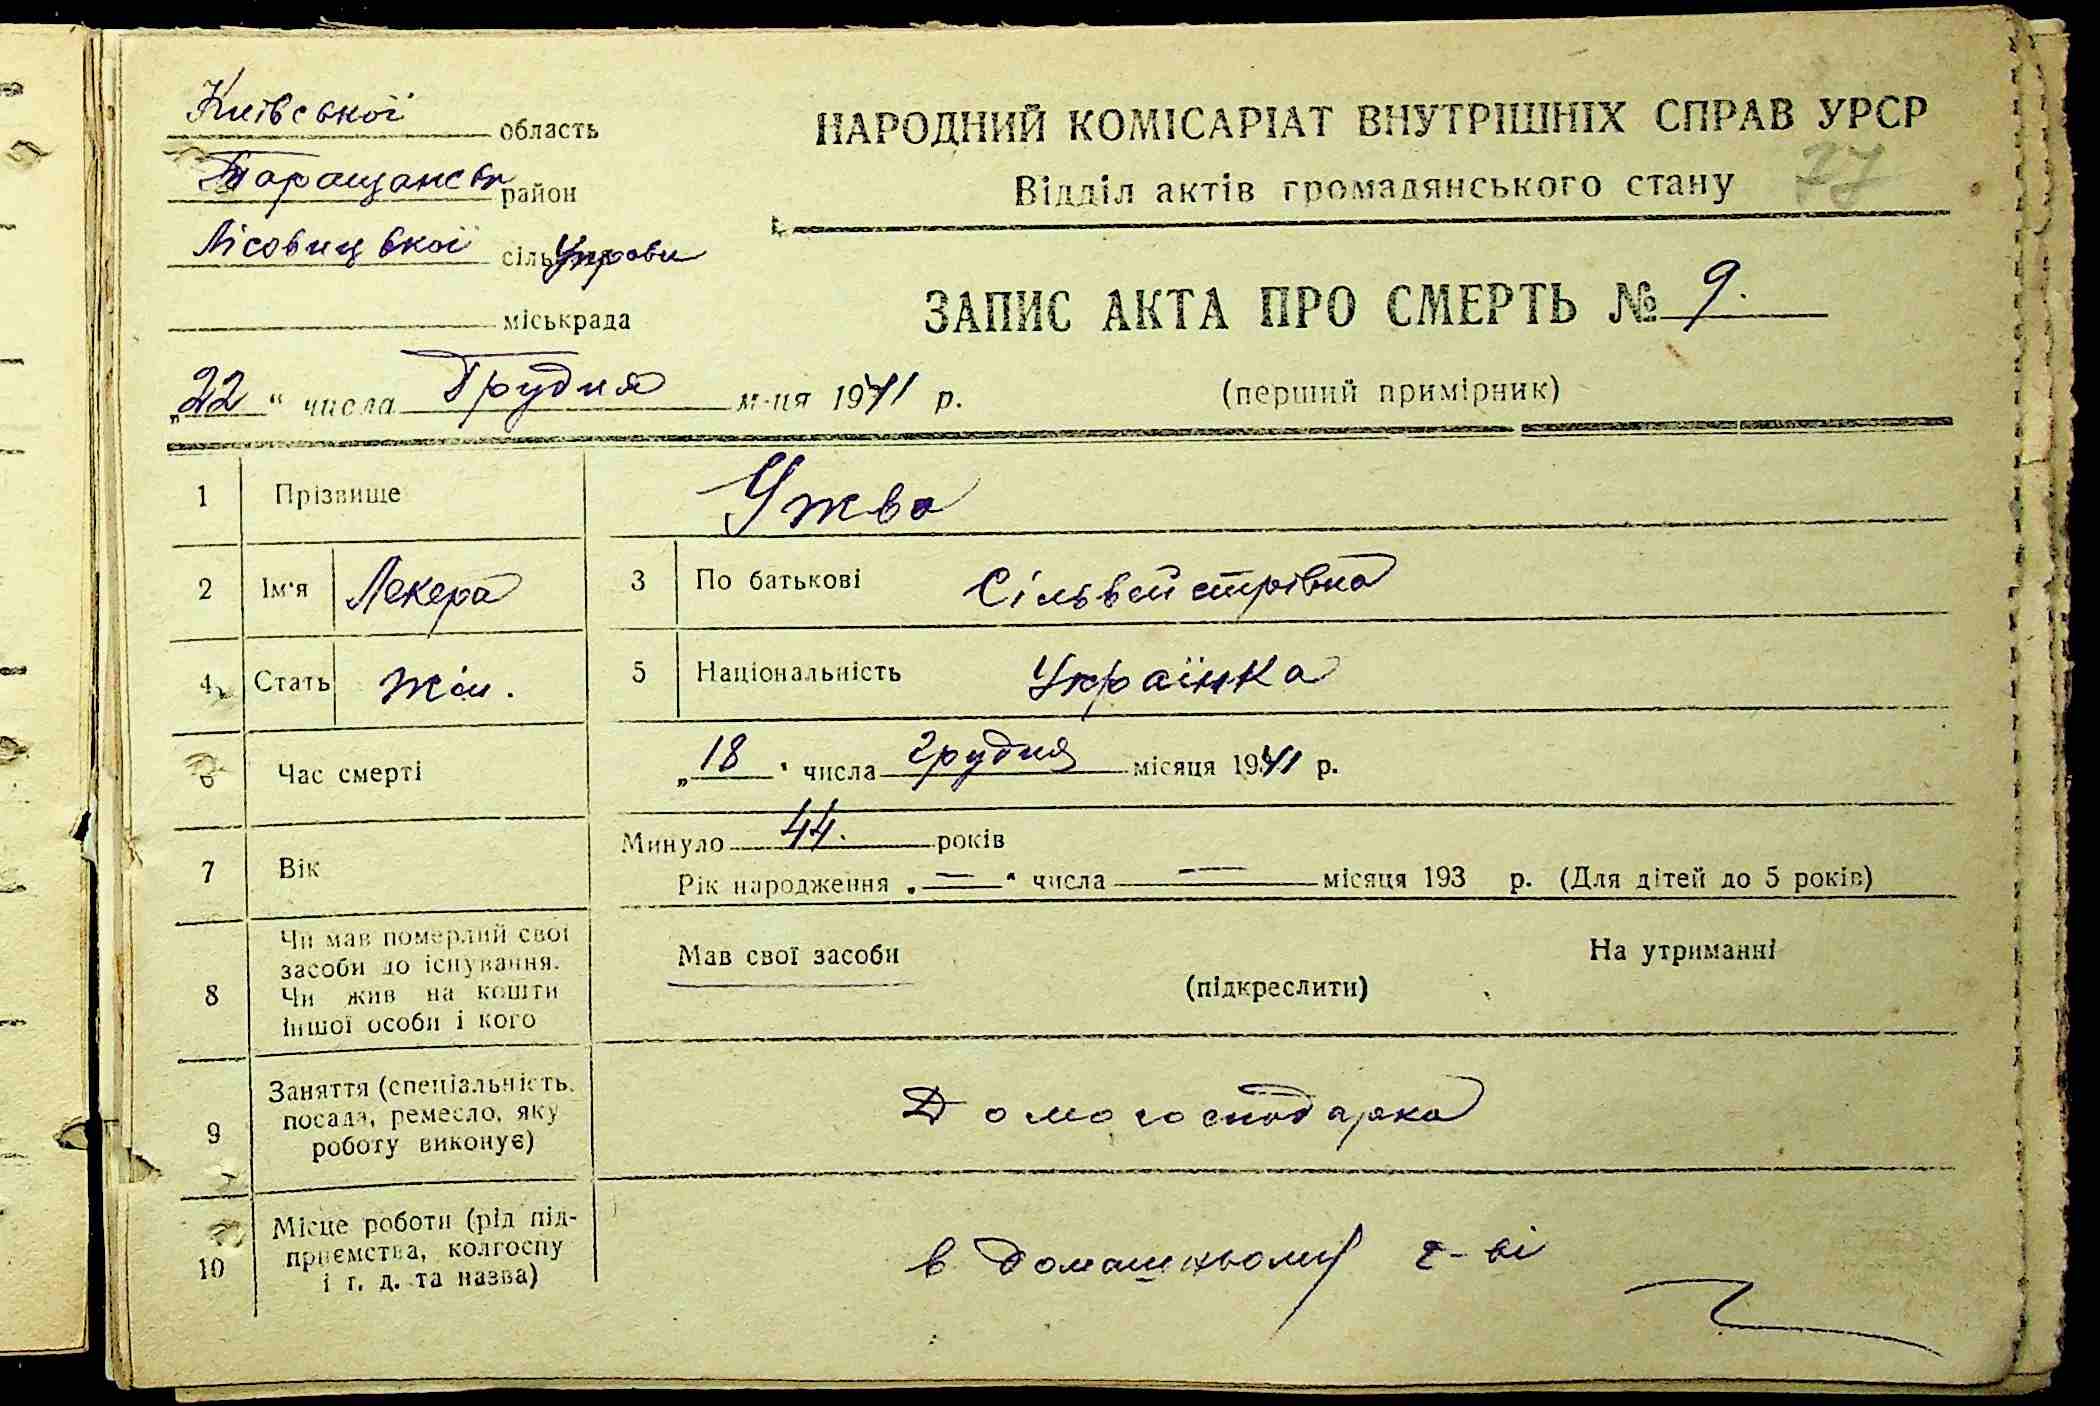 Київської область
Таращанськ район
Лісовицької сіль Управи
міськрада
НАРОДНИЙ КОМІСАРІАТ ВНУТРІШНІХ СПРАВ УРСР
Відділ актів громадянського стану 27
ЗАПИС АКТА ПРО СМЕРТЬ № 9.
„22“ числа Грудня м-ця 1941 р.
(перший примірник)
1 Прізвище Ужва
2 Ім'я Лекера 3 По батькові Сільвейстрівна
4 Стать жін. 5 Національність Українка
6 Час смерті „18“ числа грудня місяця 1941 р.
7 Вік Минуло 44. років
Рік народження „—“ числа — місяця 193 р. (Для дітей до 5 років)
8 Чи мав померлий свої
засоби до існування.
Чи жив на кошти
іншої особи і кого
Мав свої засоби На утриманні
(підкреслити)
9 Заняття (спеціальність,
посада, ремесло, яку
роботу виконує)
Домогосподарка
10 Місце роботи (рід під-
приємства, колгоспу
і т. д. та назва)
в домашньому г-ві